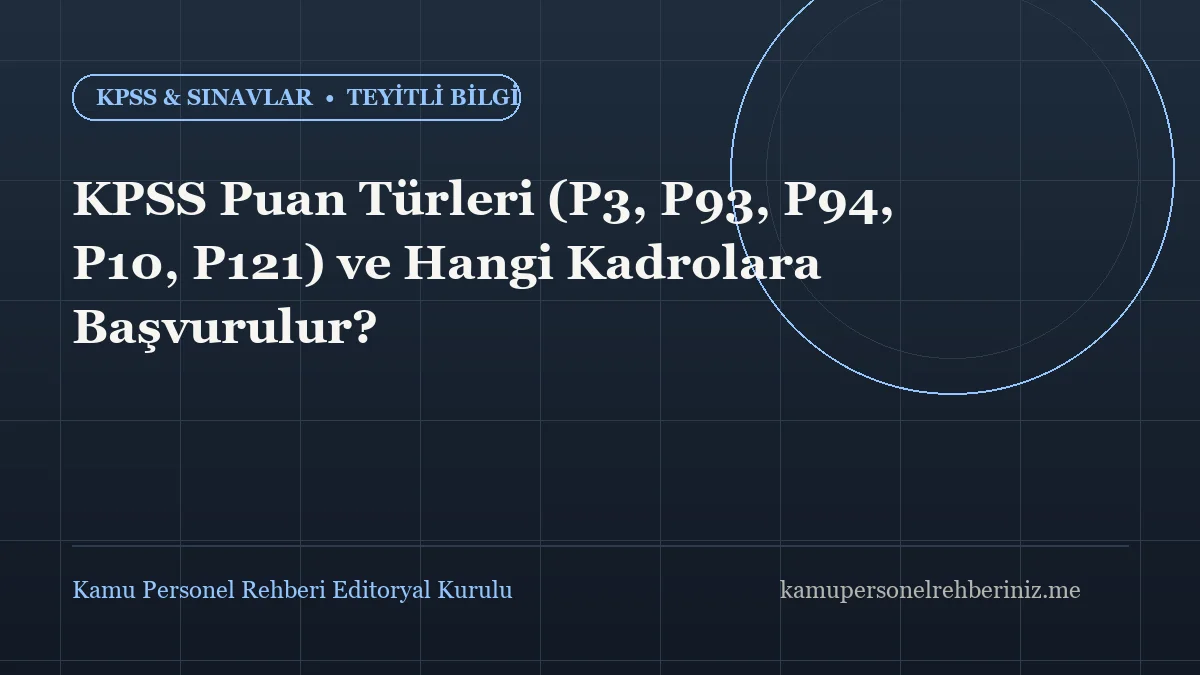 KPSS & SINAVLAR • TEYİTLİ BİLGİ
KPSS Puan Türleri (P3, P93, P94,
P10, P121) ve Hangi Kadrolara
Başvurulur?
Kamu Personel Rehberi Editoryal Kurulu
kamupersonelrehberiniz.me